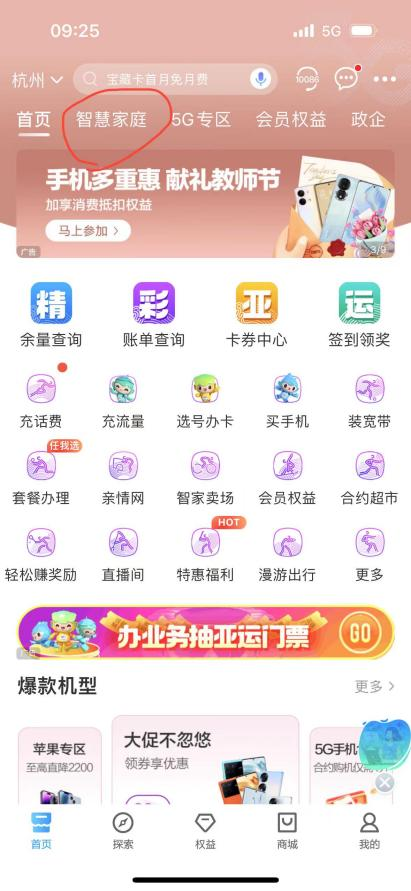 09:25
5G
杭州
宝藏卡首月免月费
10086
首页 智慧家庭 5G专区 会员权益 政企
手机多重惠 献礼教师节
加享消费抵扣权益
马上参加 >
广告
3/9
精 彩 亚 运
余量查询 账单查询 卡券中心 签到领奖
充话费 充流量 选号办卡 买手机 装宽带
任我选
套餐办理 亲情网 智家卖场 会员权益 合约超市
HOT
轻松赚奖励 直播间 特惠福利 漫游出行 更多
办业务抽亚运门票 GO
广告
爆款机型
更多 >
苹果专区
至高直降2200
大促不忽悠
领券享优惠
5G手机
合约购机仅需
首页 探索 权益 商城 我的